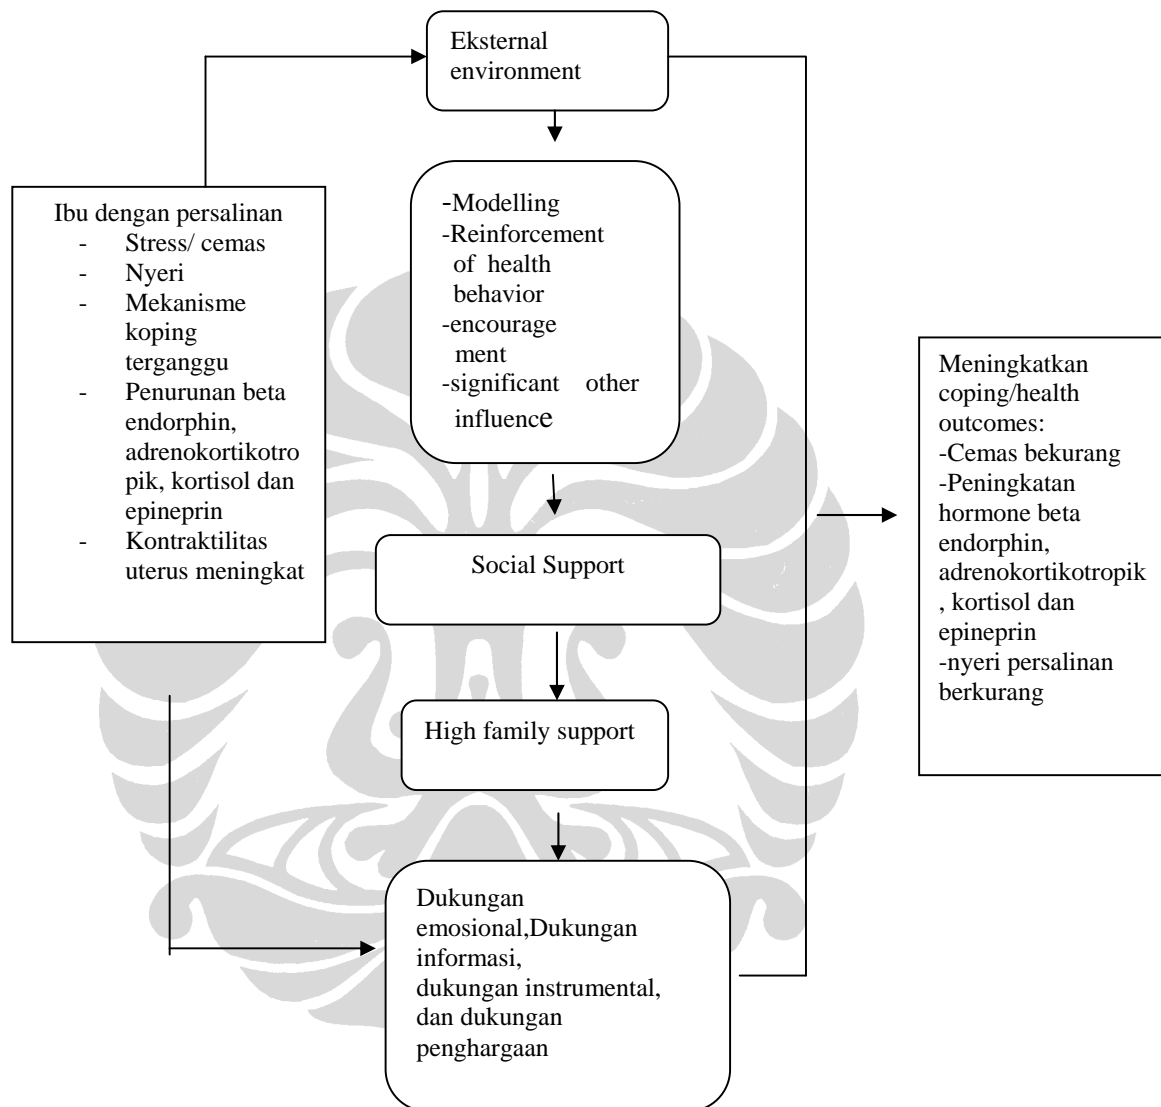 Eksternal
environment
Ibu dengan persalinan
- Stress/ cemas
- Nyeri
- Mekanisme
koping
terganggu
- Penurunan beta
endorphin,
adrenokortikotro
pik, kortisol dan
epineprin
- Kontraktilitas
uterus meningkat
-Modelling
-Reinforcement
of health
behavior
-encourage
ment
-significant other
influence
Social Support
High family support
Dukungan
emosional,Dukungan
informasi,
dukungan instrumental,
dan dukungan
penghargaan
Meningkatkan
coping/health
outcomes:
-Cemas bekurang
-Peningkatan
hormone beta
endorphin,
adrenokortikotropik
, kortisol dan
epineprin
-nyeri persalinan
berkurang